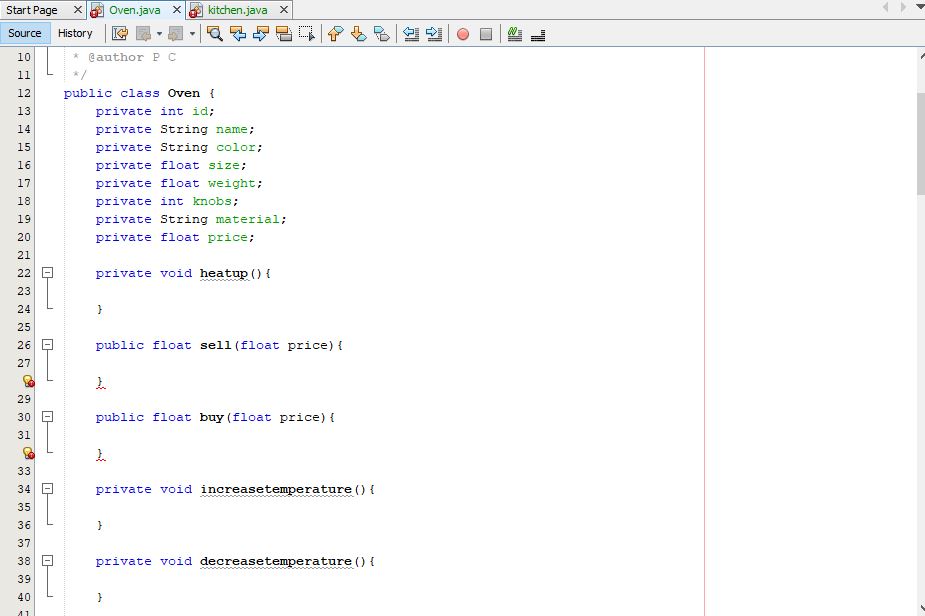 Start Page Oven.java kitchen.java
Source History
10 * @author P C
11 */
12 public class Oven {
13 private int id;
14 private String name;
15 private String color;
16 private float size;
17 private float weight;
18 private int knobs;
19 private String material;
20 private float price;
21
22 private void heatup(){
23
24 }
25
26 public float sell(float price){
27
}
29
30 public float buy(float price){
31
}
33
34 private void increasetemperature(){
35
36 }
37
38 private void decreasetemperature(){
39
40 }
41